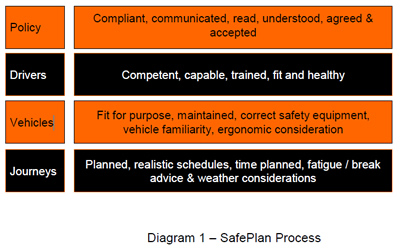 Policy
Compliant, communicated, read, understood, agreed &
accepted
Drivers
Competent, capable, trained, fit and healthy
Vehicles
Fit for purpose, maintained, correct safety equipment,
vehicle familiarity, ergonomic consideration
Journeys
Planned, realistic schedules, time planned, fatigue / break
advice & weather considerations
Diagram 1 – SafePlan Process